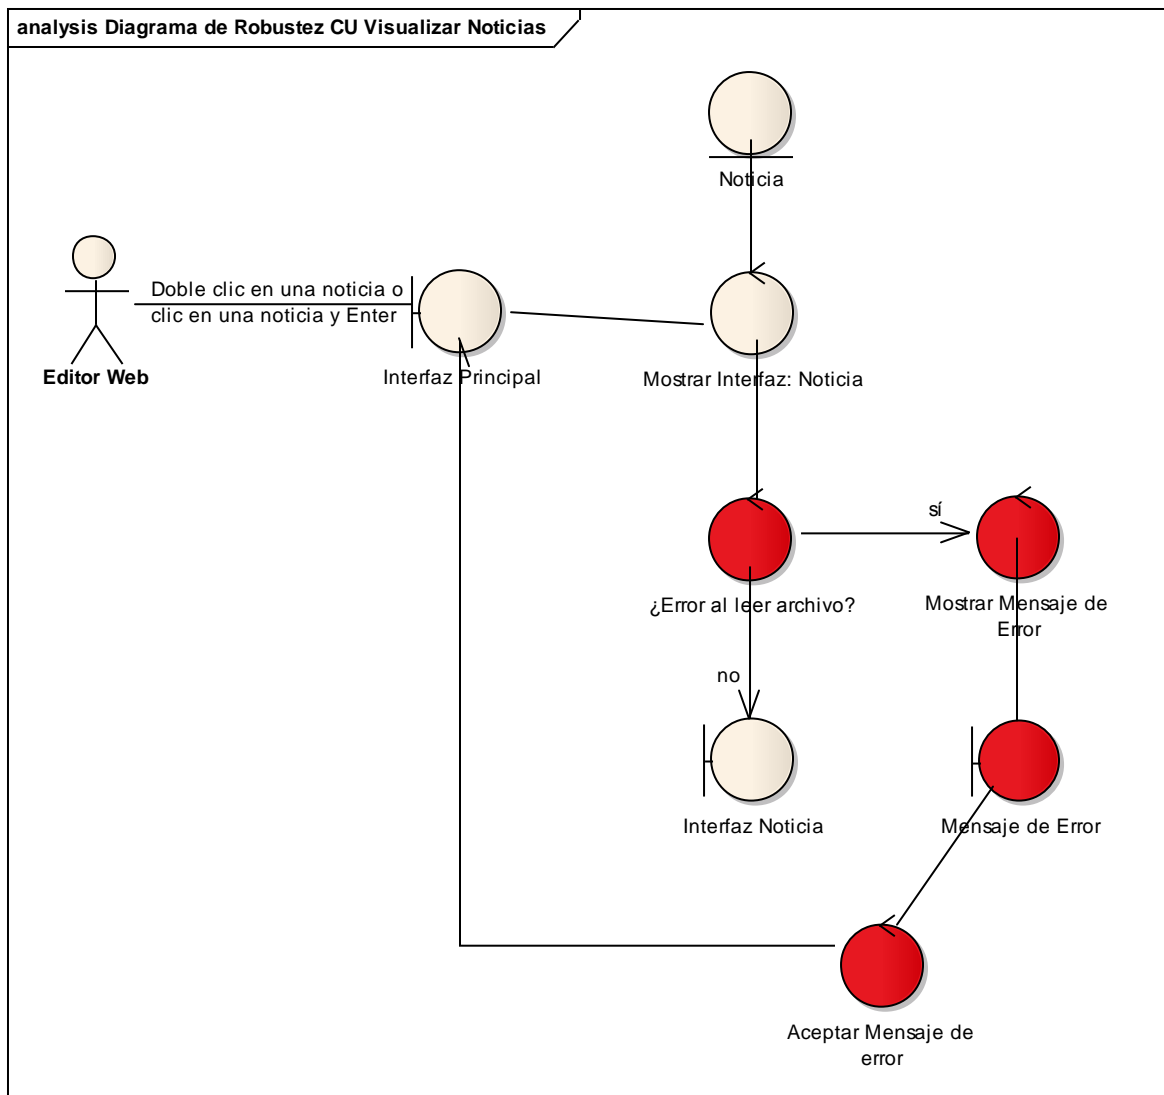 analysis Diagrama de Robustez CU Visualizar Noticias
Noticia
Doble clic en una noticia o
clic en una noticia y Enter
Editor Web
Interfaz Principal
Mostrar Interfaz: Noticia
sí
¿Error al leer archivo?
Mostrar Mensaje de
Error
no
Interfaz Noticia
Mensaje de Error
Aceptar Mensaje de
error